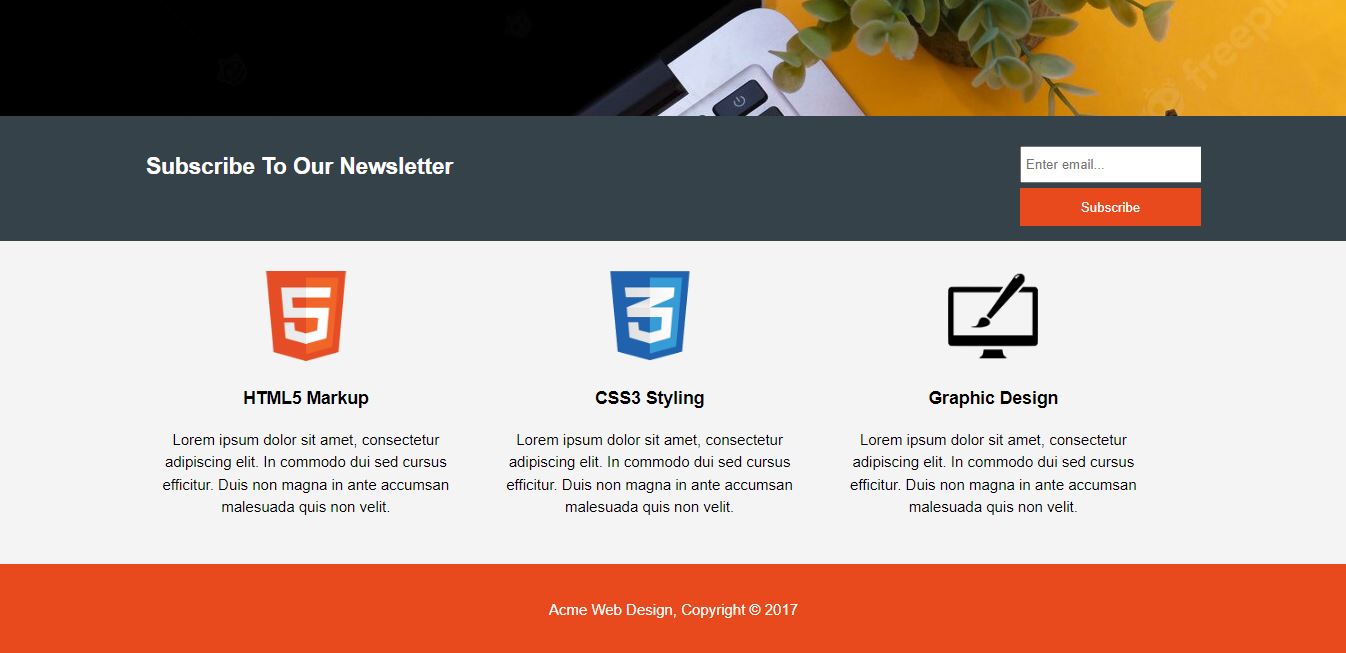 freepi
Subscribe To Our Newsletter
Enter email...
Subscribe
5
3
HTML5 Markup
CSS3 Styling
Graphic Design
Lorem ipsum dolor sit amet, consectetur
adipiscing elit. In commodo dui sed cursus
efficitur. Duis non magna in ante accumsan
malesuada quis non velit.
Lorem ipsum dolor sit amet, consectetur
adipiscing elit. In commodo dui sed cursus
efficitur. Duis non magna in ante accumsan
malesuada quis non velit.
Lorem ipsum dolor sit amet, consectetur
adipiscing elit. In commodo dui sed cursus
efficitur. Duis non magna in ante accumsan
malesuada quis non velit.
Acme Web Design, Copyright © 2017